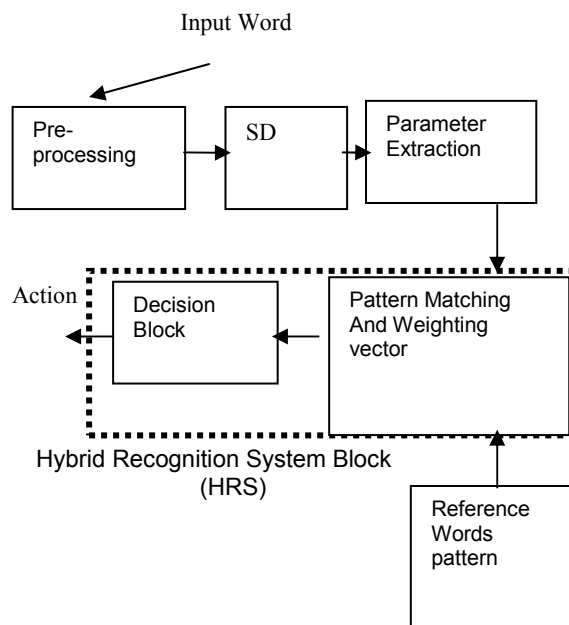 Input Word
Pre-
processing
SD
Parameter
Extraction
Action
Decision
Block
Pattern Matching
And Weighting
vector
Hybrid Recognition System Block
(HRS)
Reference
Words
pattern